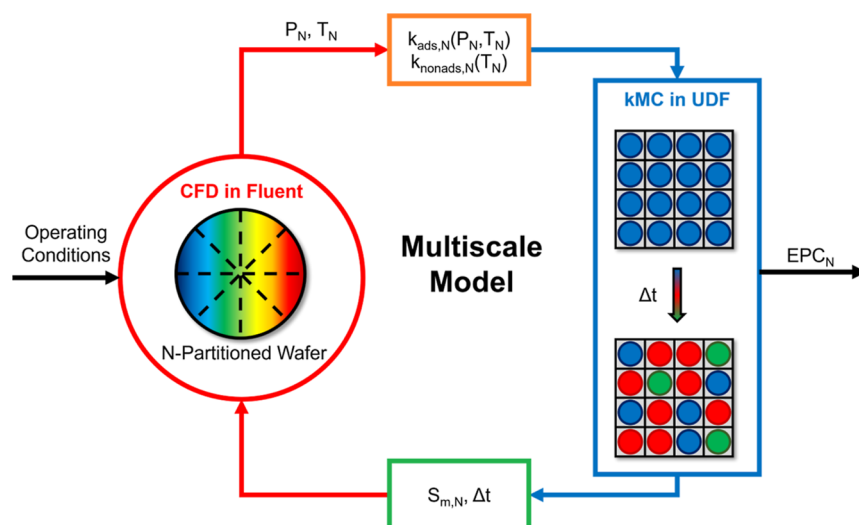 P_N, T_N
k_ads,N(P_N,T_N)
k_nonads,N(T_N)
kMC in UDF
CFD in Fluent
Operating
Conditions
N-Partitioned Wafer
Multiscale
Model
Δt
EPC_N
S_m,N, Δt